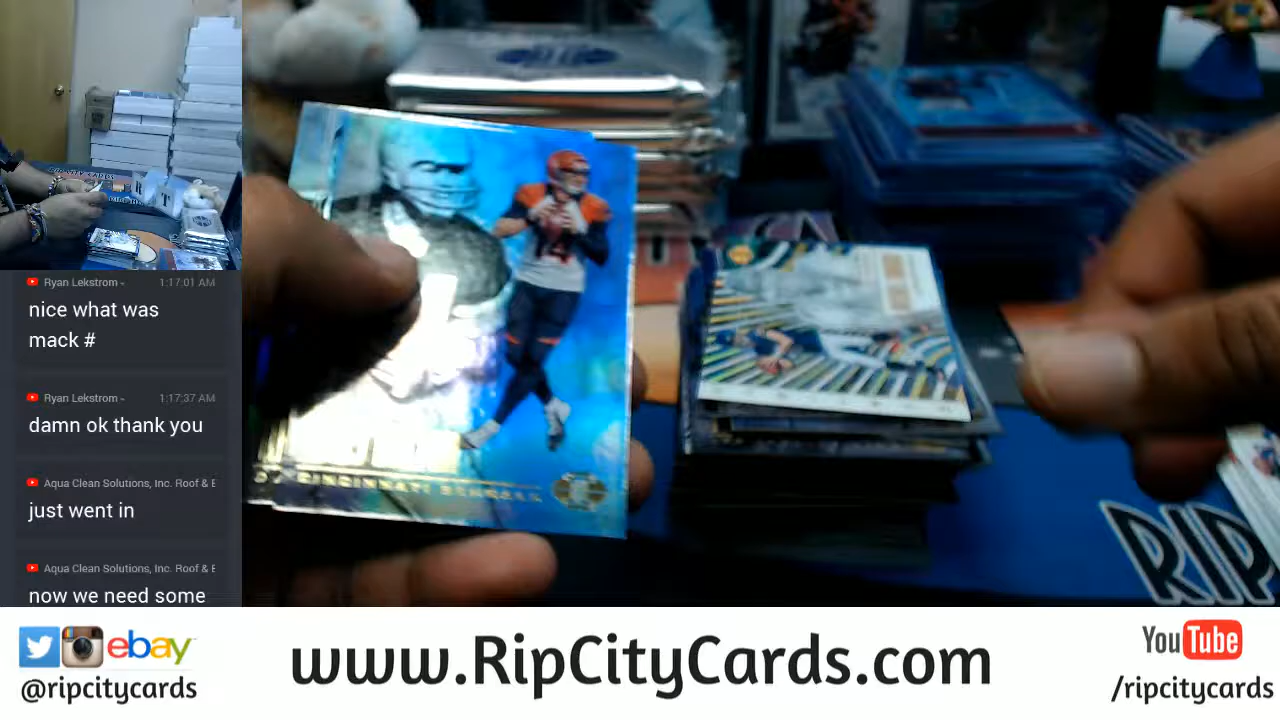 Ryan Lekstrom - 1:17:01 AM
nice what was
mack #
Ryan Lekstrom - 1:17:37 AM
damn ok thank you
Aqua Clean Solutions, Inc. Roof & E
just went in
Aqua Clean Solutions, Inc. Roof & E
now we need some
14
CINCINNATI BENGALS
RIP
ebay
@ripcitycards
www.RipCityCards.com
YouTube
/ripcitycards